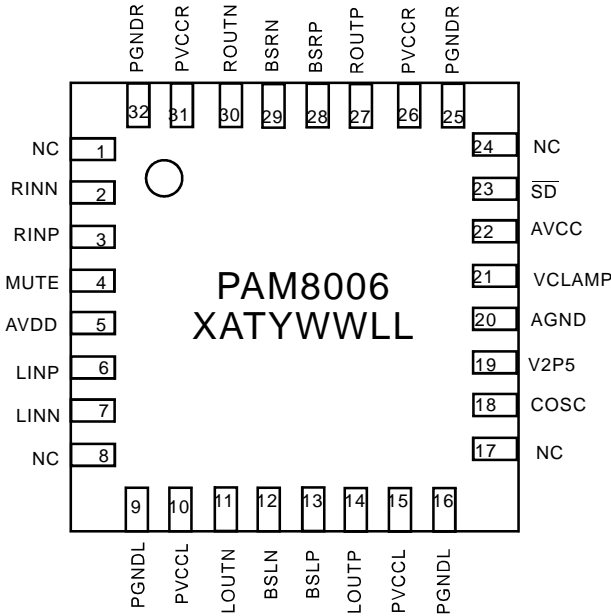 PGNDR
PVCCR
ROUTN
BSRN
BSRP
ROUTP
PVCCR
PGNDR
32 31 30 29 28 27 26 25
NC 1
RINN 2
RINP 3
MUTE 4
AVDD 5
LINP 6
LINN 7
NC 8
PAM8006
XATYWWLL
24 NC
23 SD
22 AVCC
21 VCLAMP
20 AGND
19 V2P5
18 COSC
17 NC
9 10 11 12 13 14 15 16
PGNDL
PVCCL
LOUTN
BSLN
BSLP
LOUTP
PVCCL
PGNDL